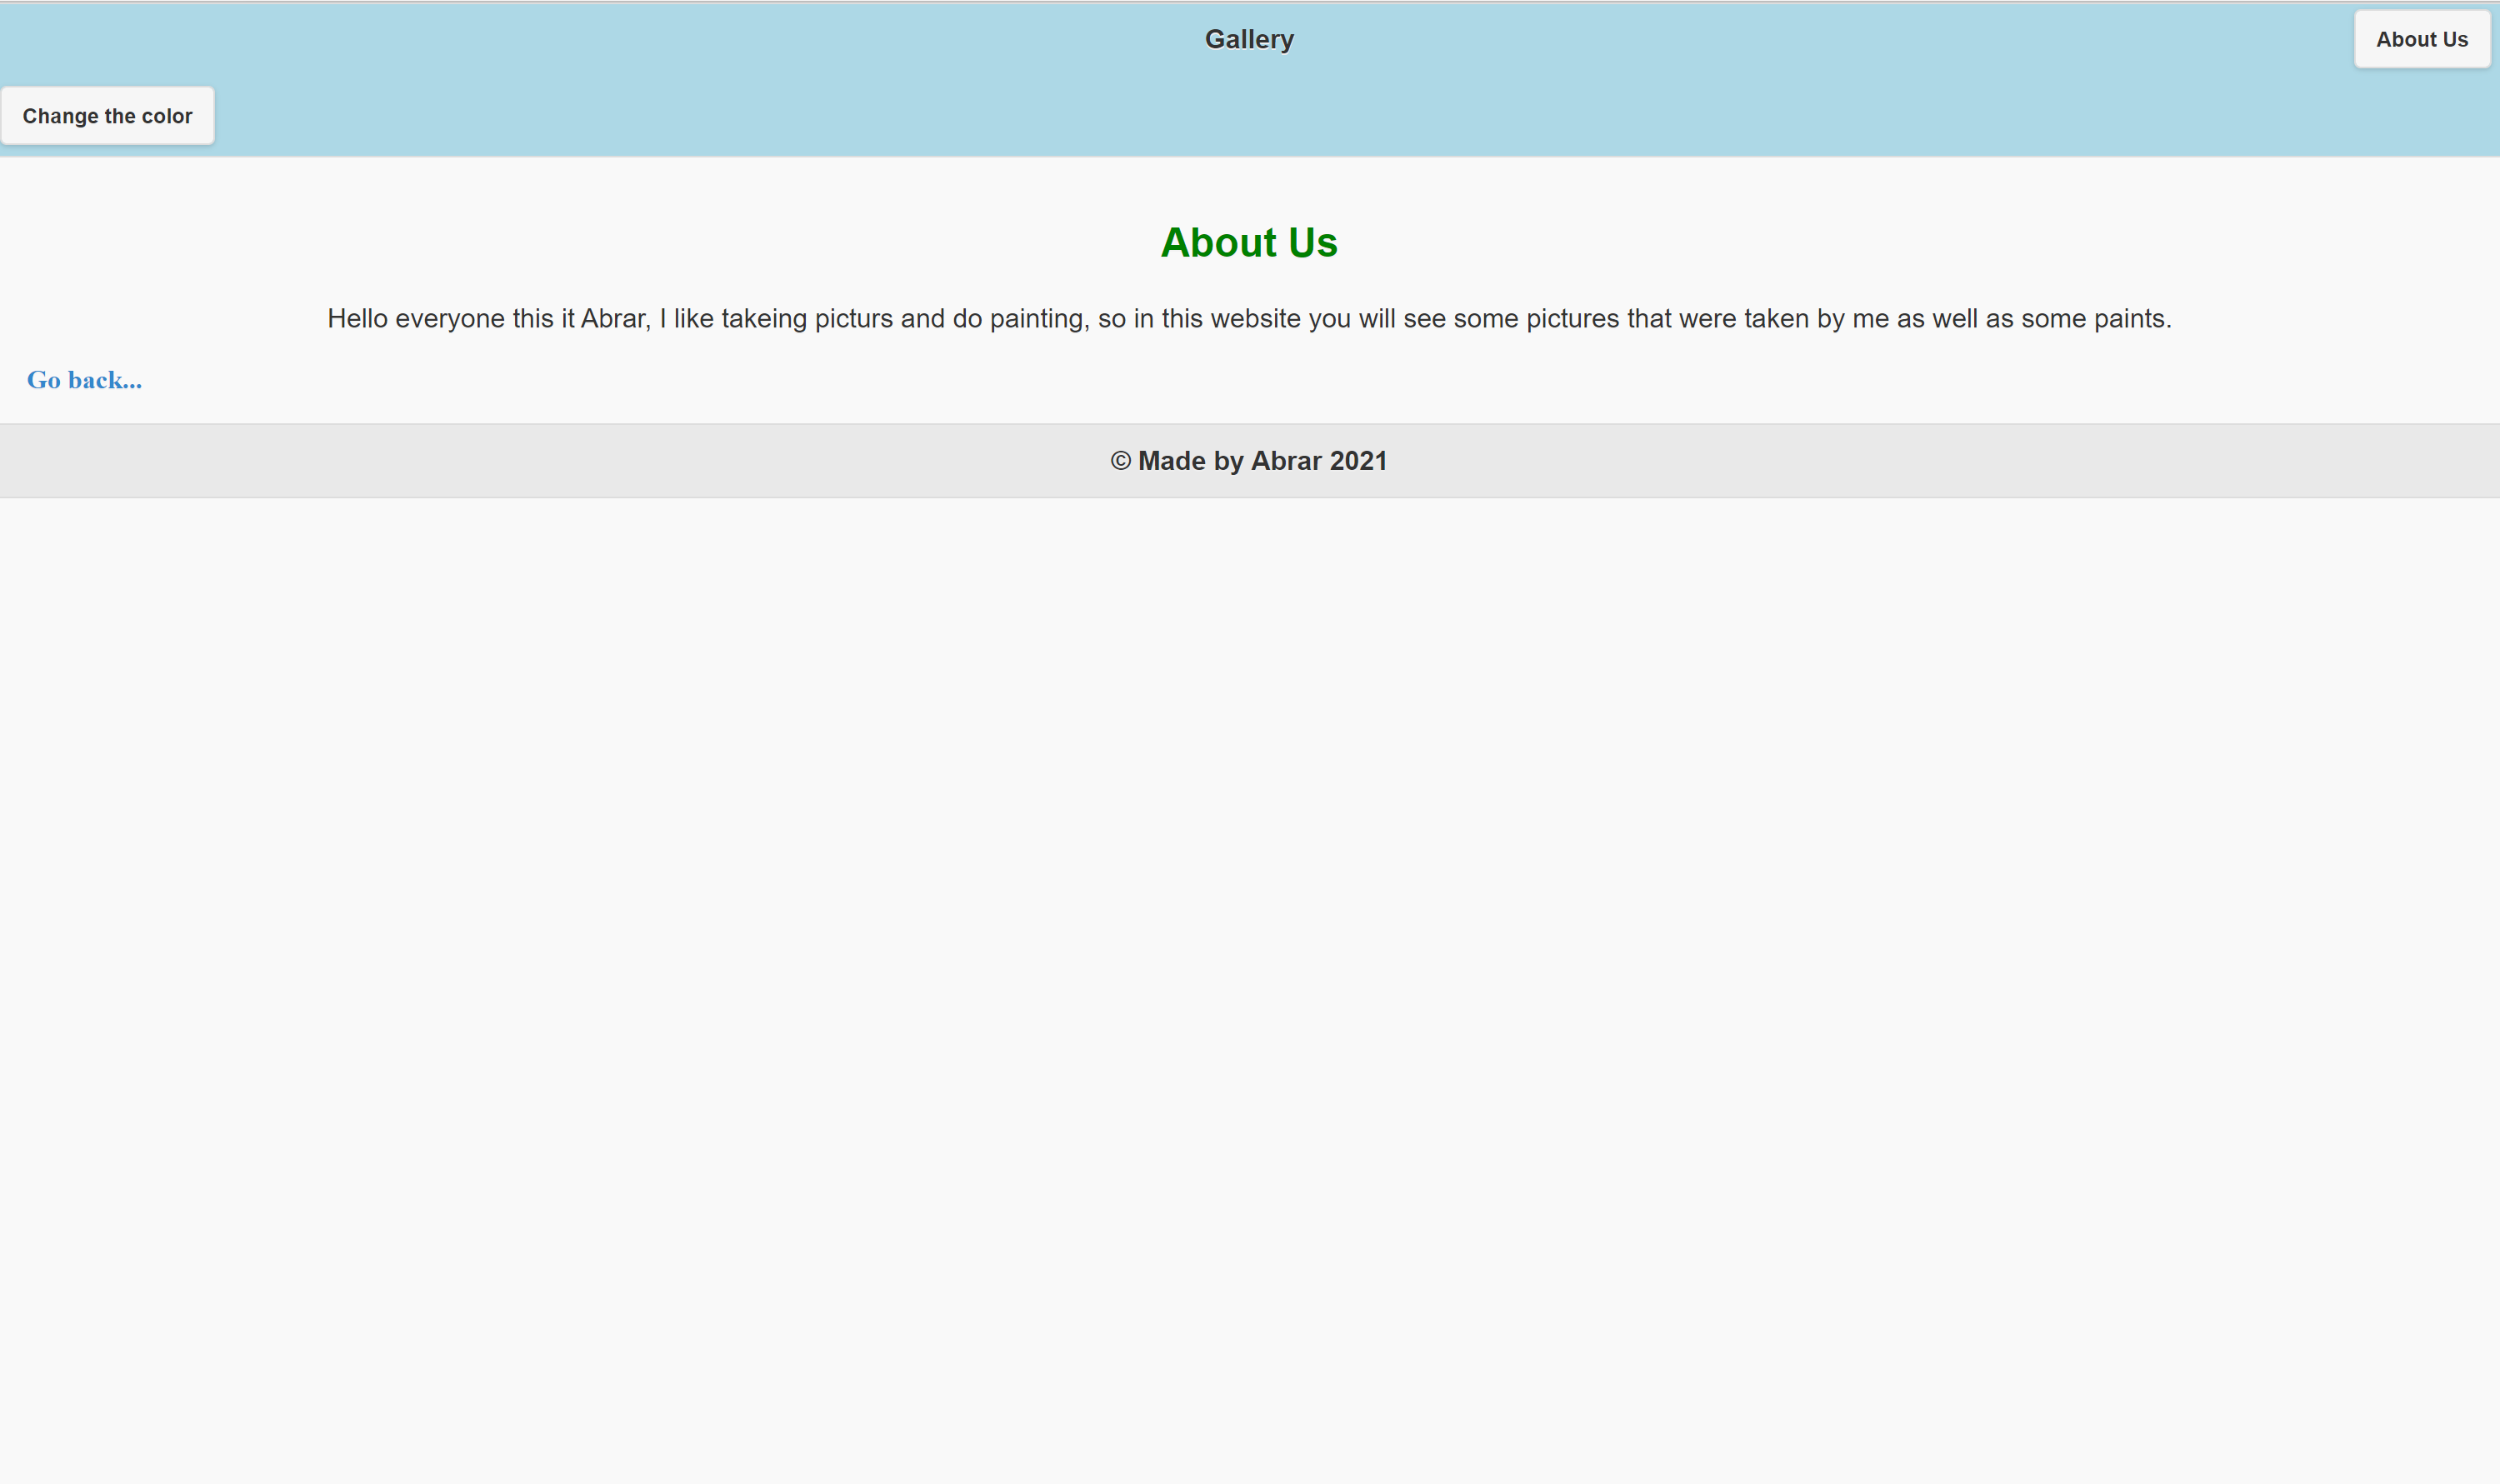 Gallery
About Us
Change the color
About Us
Hello everyone this it Abrar, I like takeing picturs and do painting, so in this website you will see some pictures that were taken by me as well as some paints.
Go back...
© Made by Abrar 2021